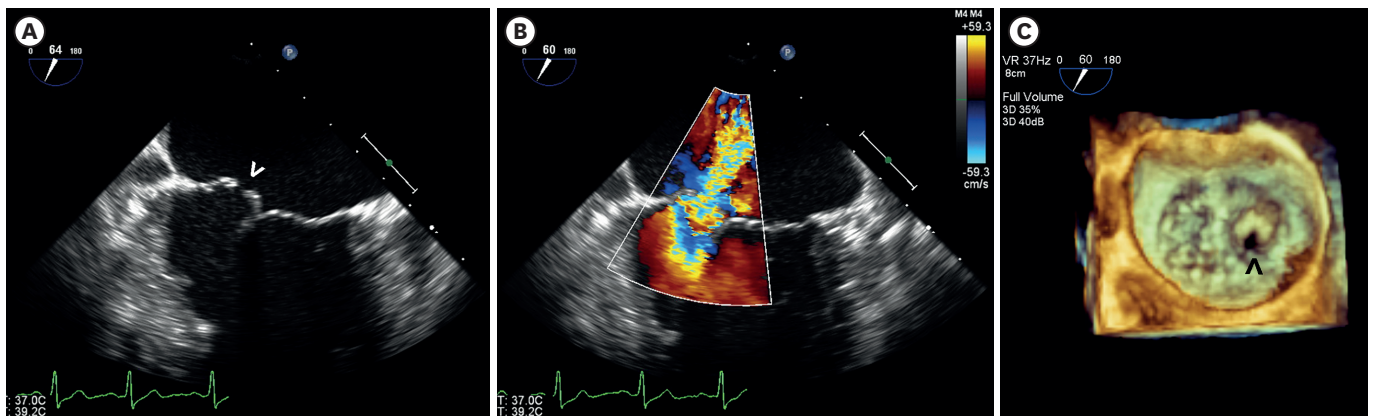 A
0 64 180
P
: 37.0C
: 39.2C
B
0 60 180
P
M4 M4
+59.3
-59.3
cm/s
T: 37.0C
T: 39.2C
C
VR 37Hz
8cm
0 60 180
Full Volume
3D 35%
3D 40dB